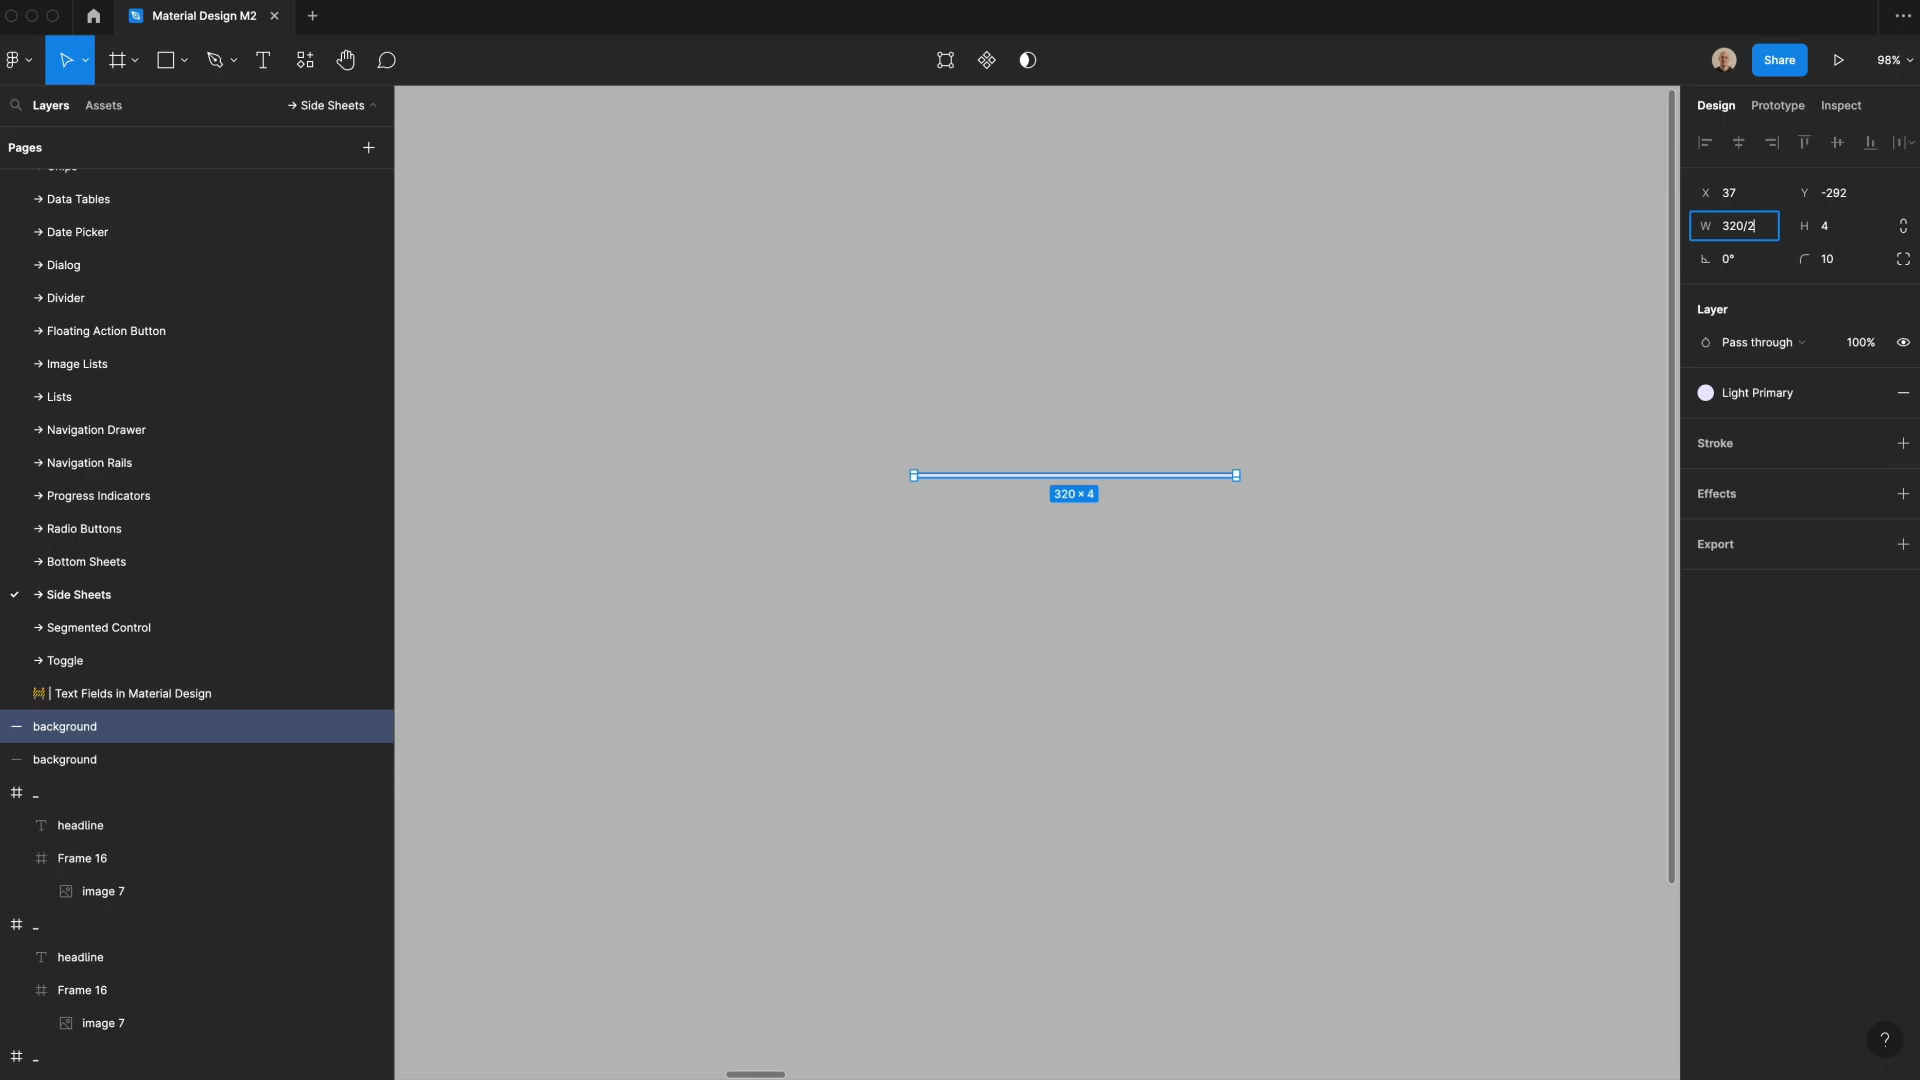 Material Design M2
Share
98%
Layers
Assets
→ Side Sheets
Pages
→ Data Tables
→ Date Picker
→ Dialog
→ Divider
→ Floating Action Button
→ Image Lists
→ Lists
→ Navigation Drawer
→ Navigation Rails
→ Progress Indicators
→ Radio Buttons
→ Bottom Sheets
→ Side Sheets
→ Segmented Control
→ Toggle
🚧 | Text Fields in Material Design
background
background
_
headline
Frame 16
image 7
_
headline
Frame 16
image 7
_
320 × 4
Design
Prototype
Inspect
X 37
Y -292
W 320/2
H 4
0°
10
Layer
Pass through
100%
Light Primary
Stroke
Effects
Export
?